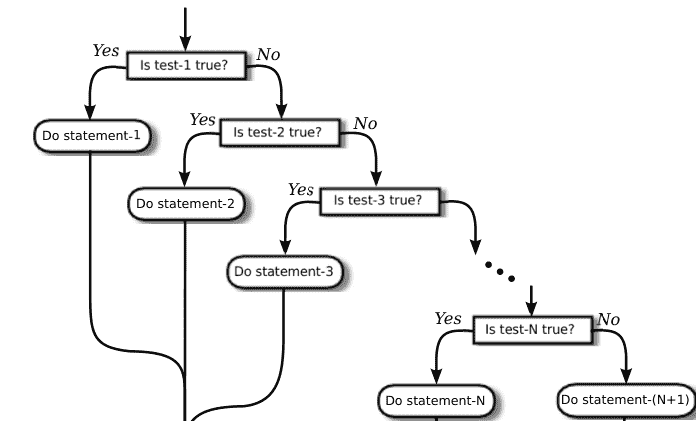 Yes
No
Is test-1 true?
Yes
No
Do statement-1
Is test-2 true?
Yes
Do statement-2
Is test-3 true?
Do statement-3
Yes
No
Is test-N true?
Do statement-N
Do statement-(N+1)